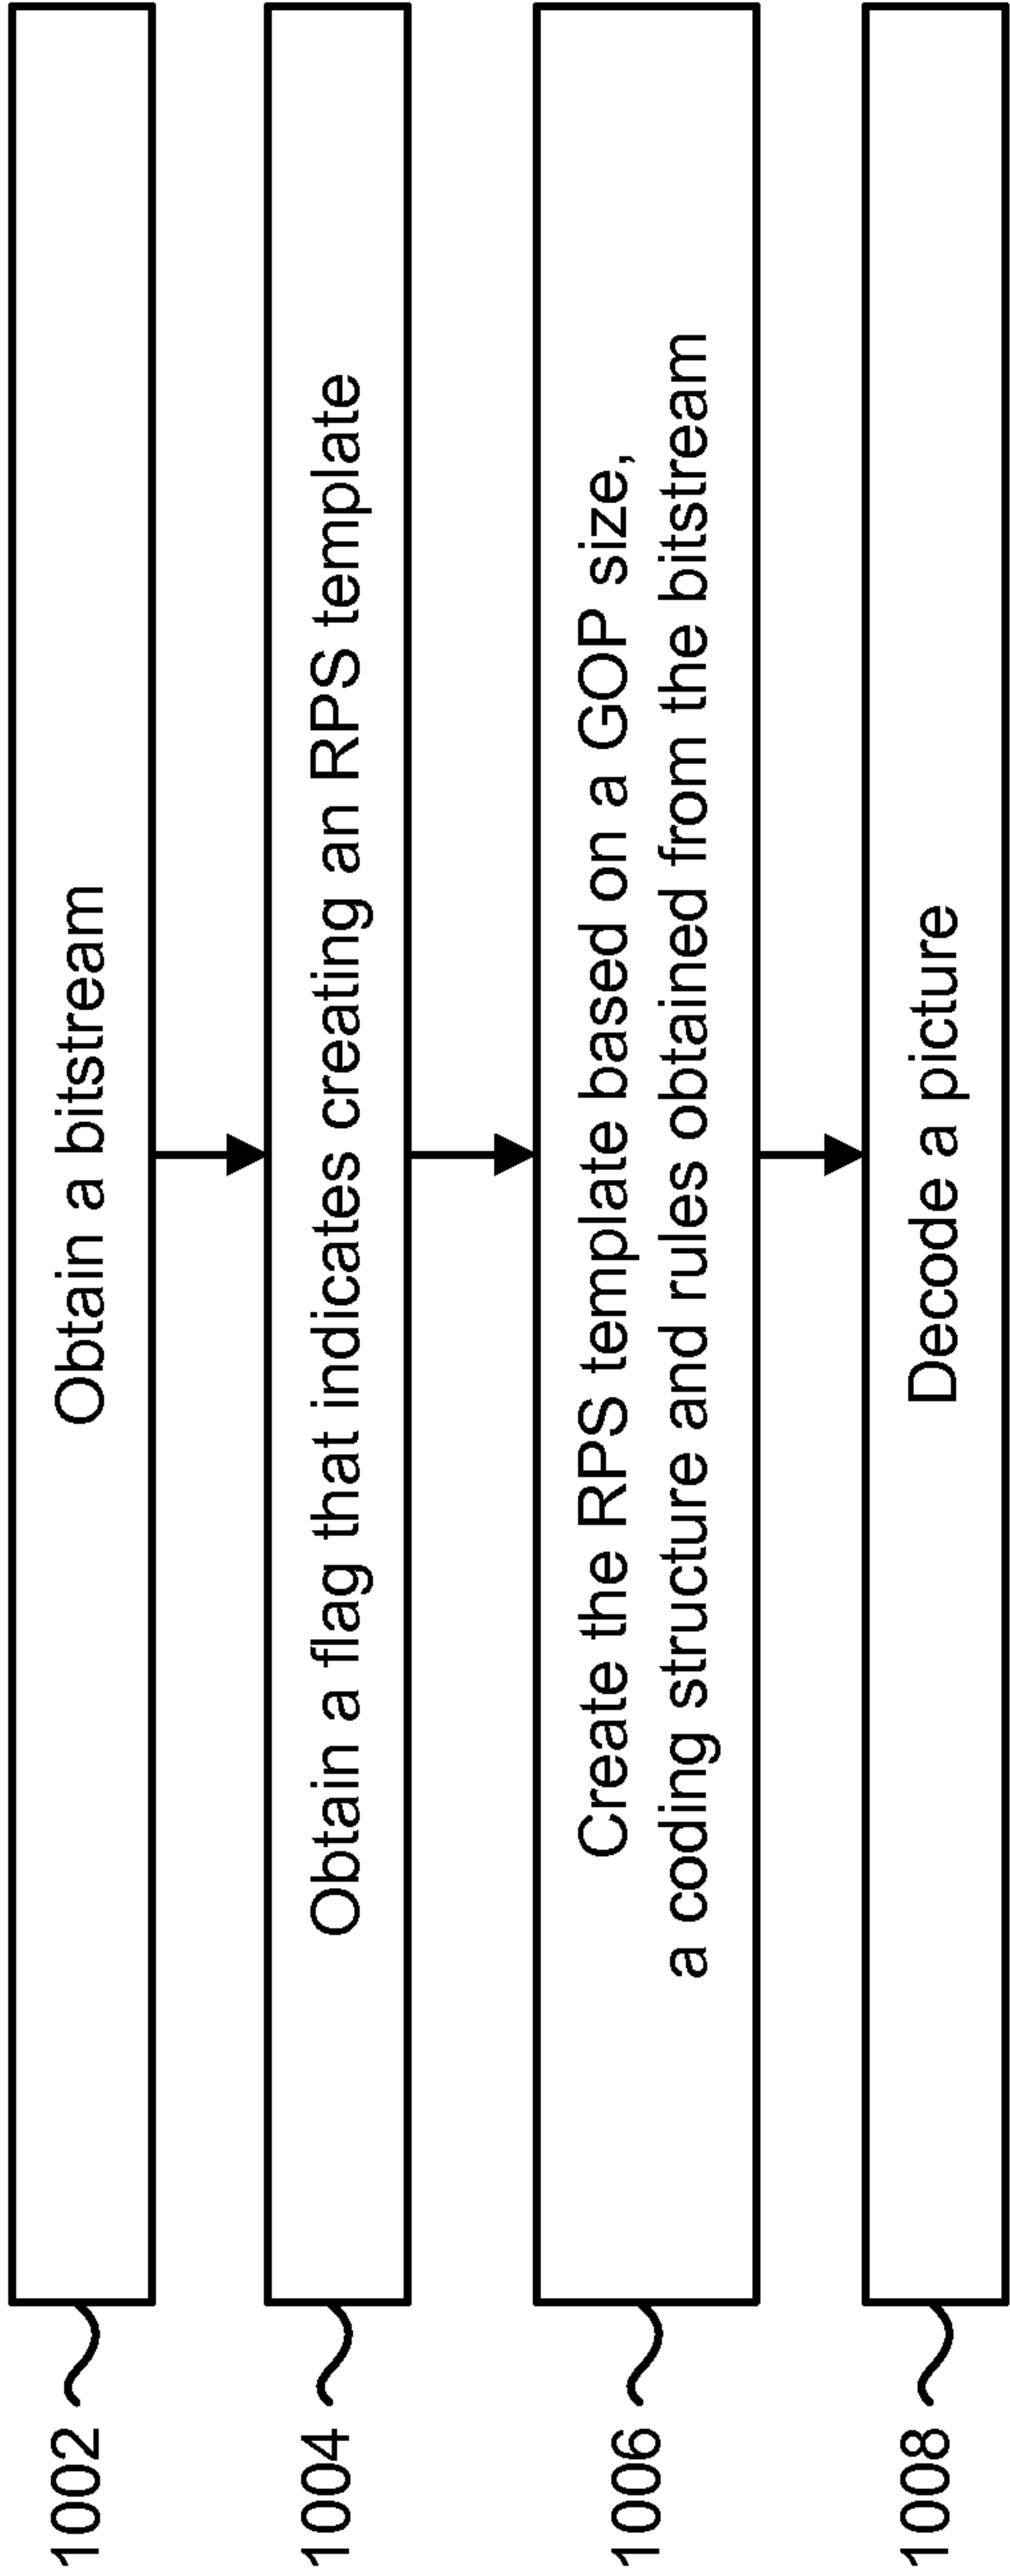 1002
Obtain a bitstream
1004
Obtain a flag that indicates creating an RPS template
1006
Create the RPS template based on a GOP size,
a coding structure and rules obtained from the bitstream
1008
Decode a picture